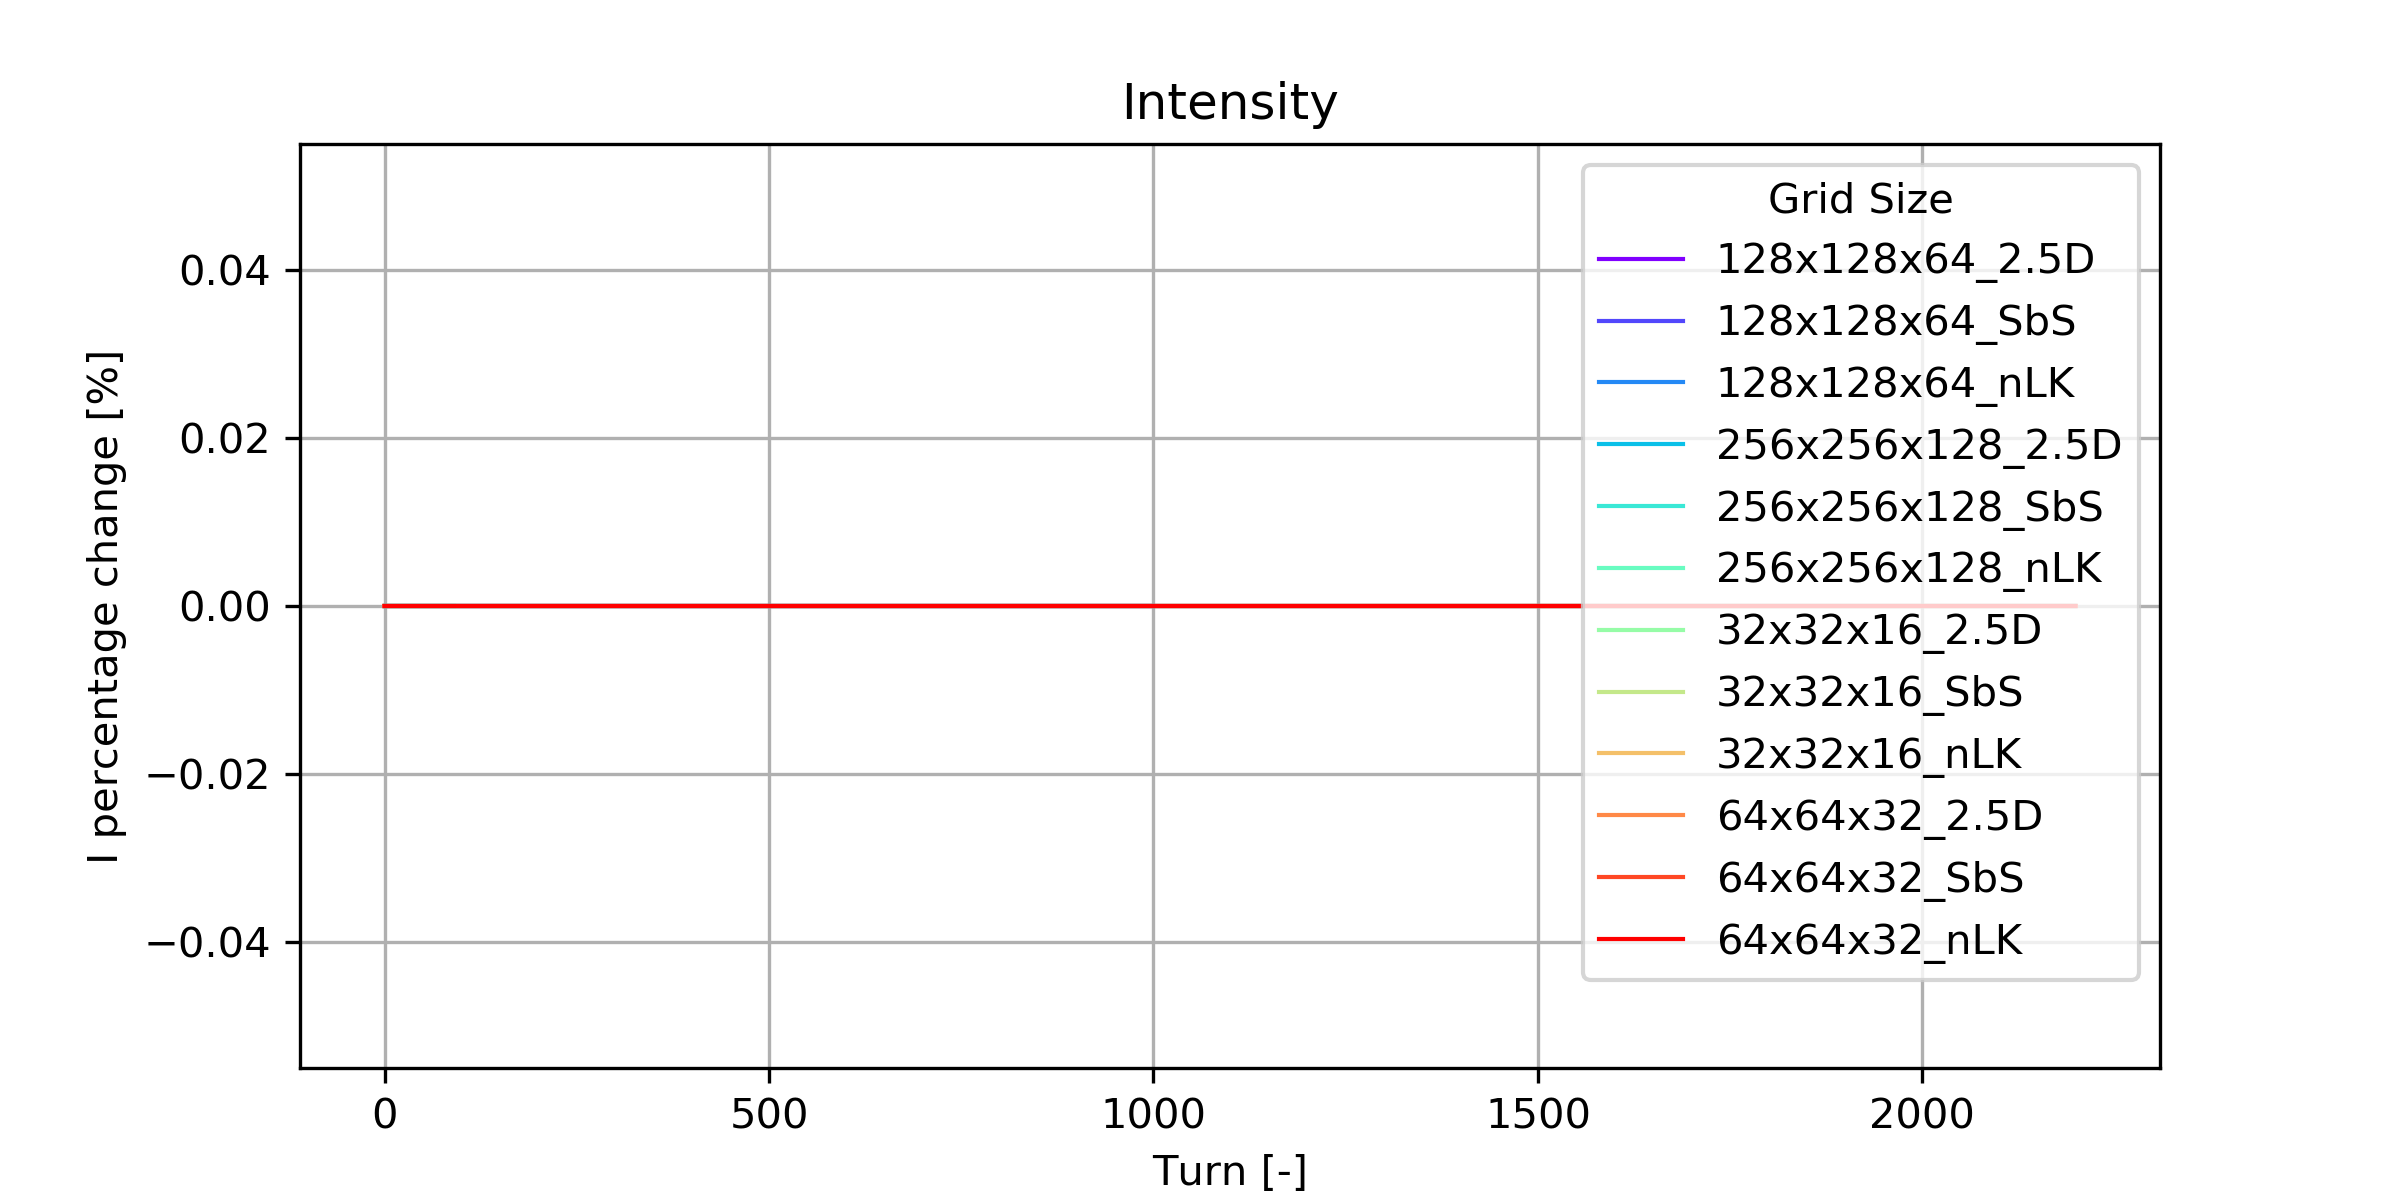 Intensity
I percentage change [%]
0.04
0.02
0.00
−0.02
−0.04
Grid Size
128x128x64_2.5D
128x128x64_SbS
128x128x64_nLK
256x256x128_2.5D
256x256x128_SbS
256x256x128_nLK
32x32x16_2.5D
32x32x16_SbS
32x32x16_nLK
64x64x32_2.5D
64x64x32_SbS
64x64x32_nLK
0 500 1000 1500 2000
Turn [-]